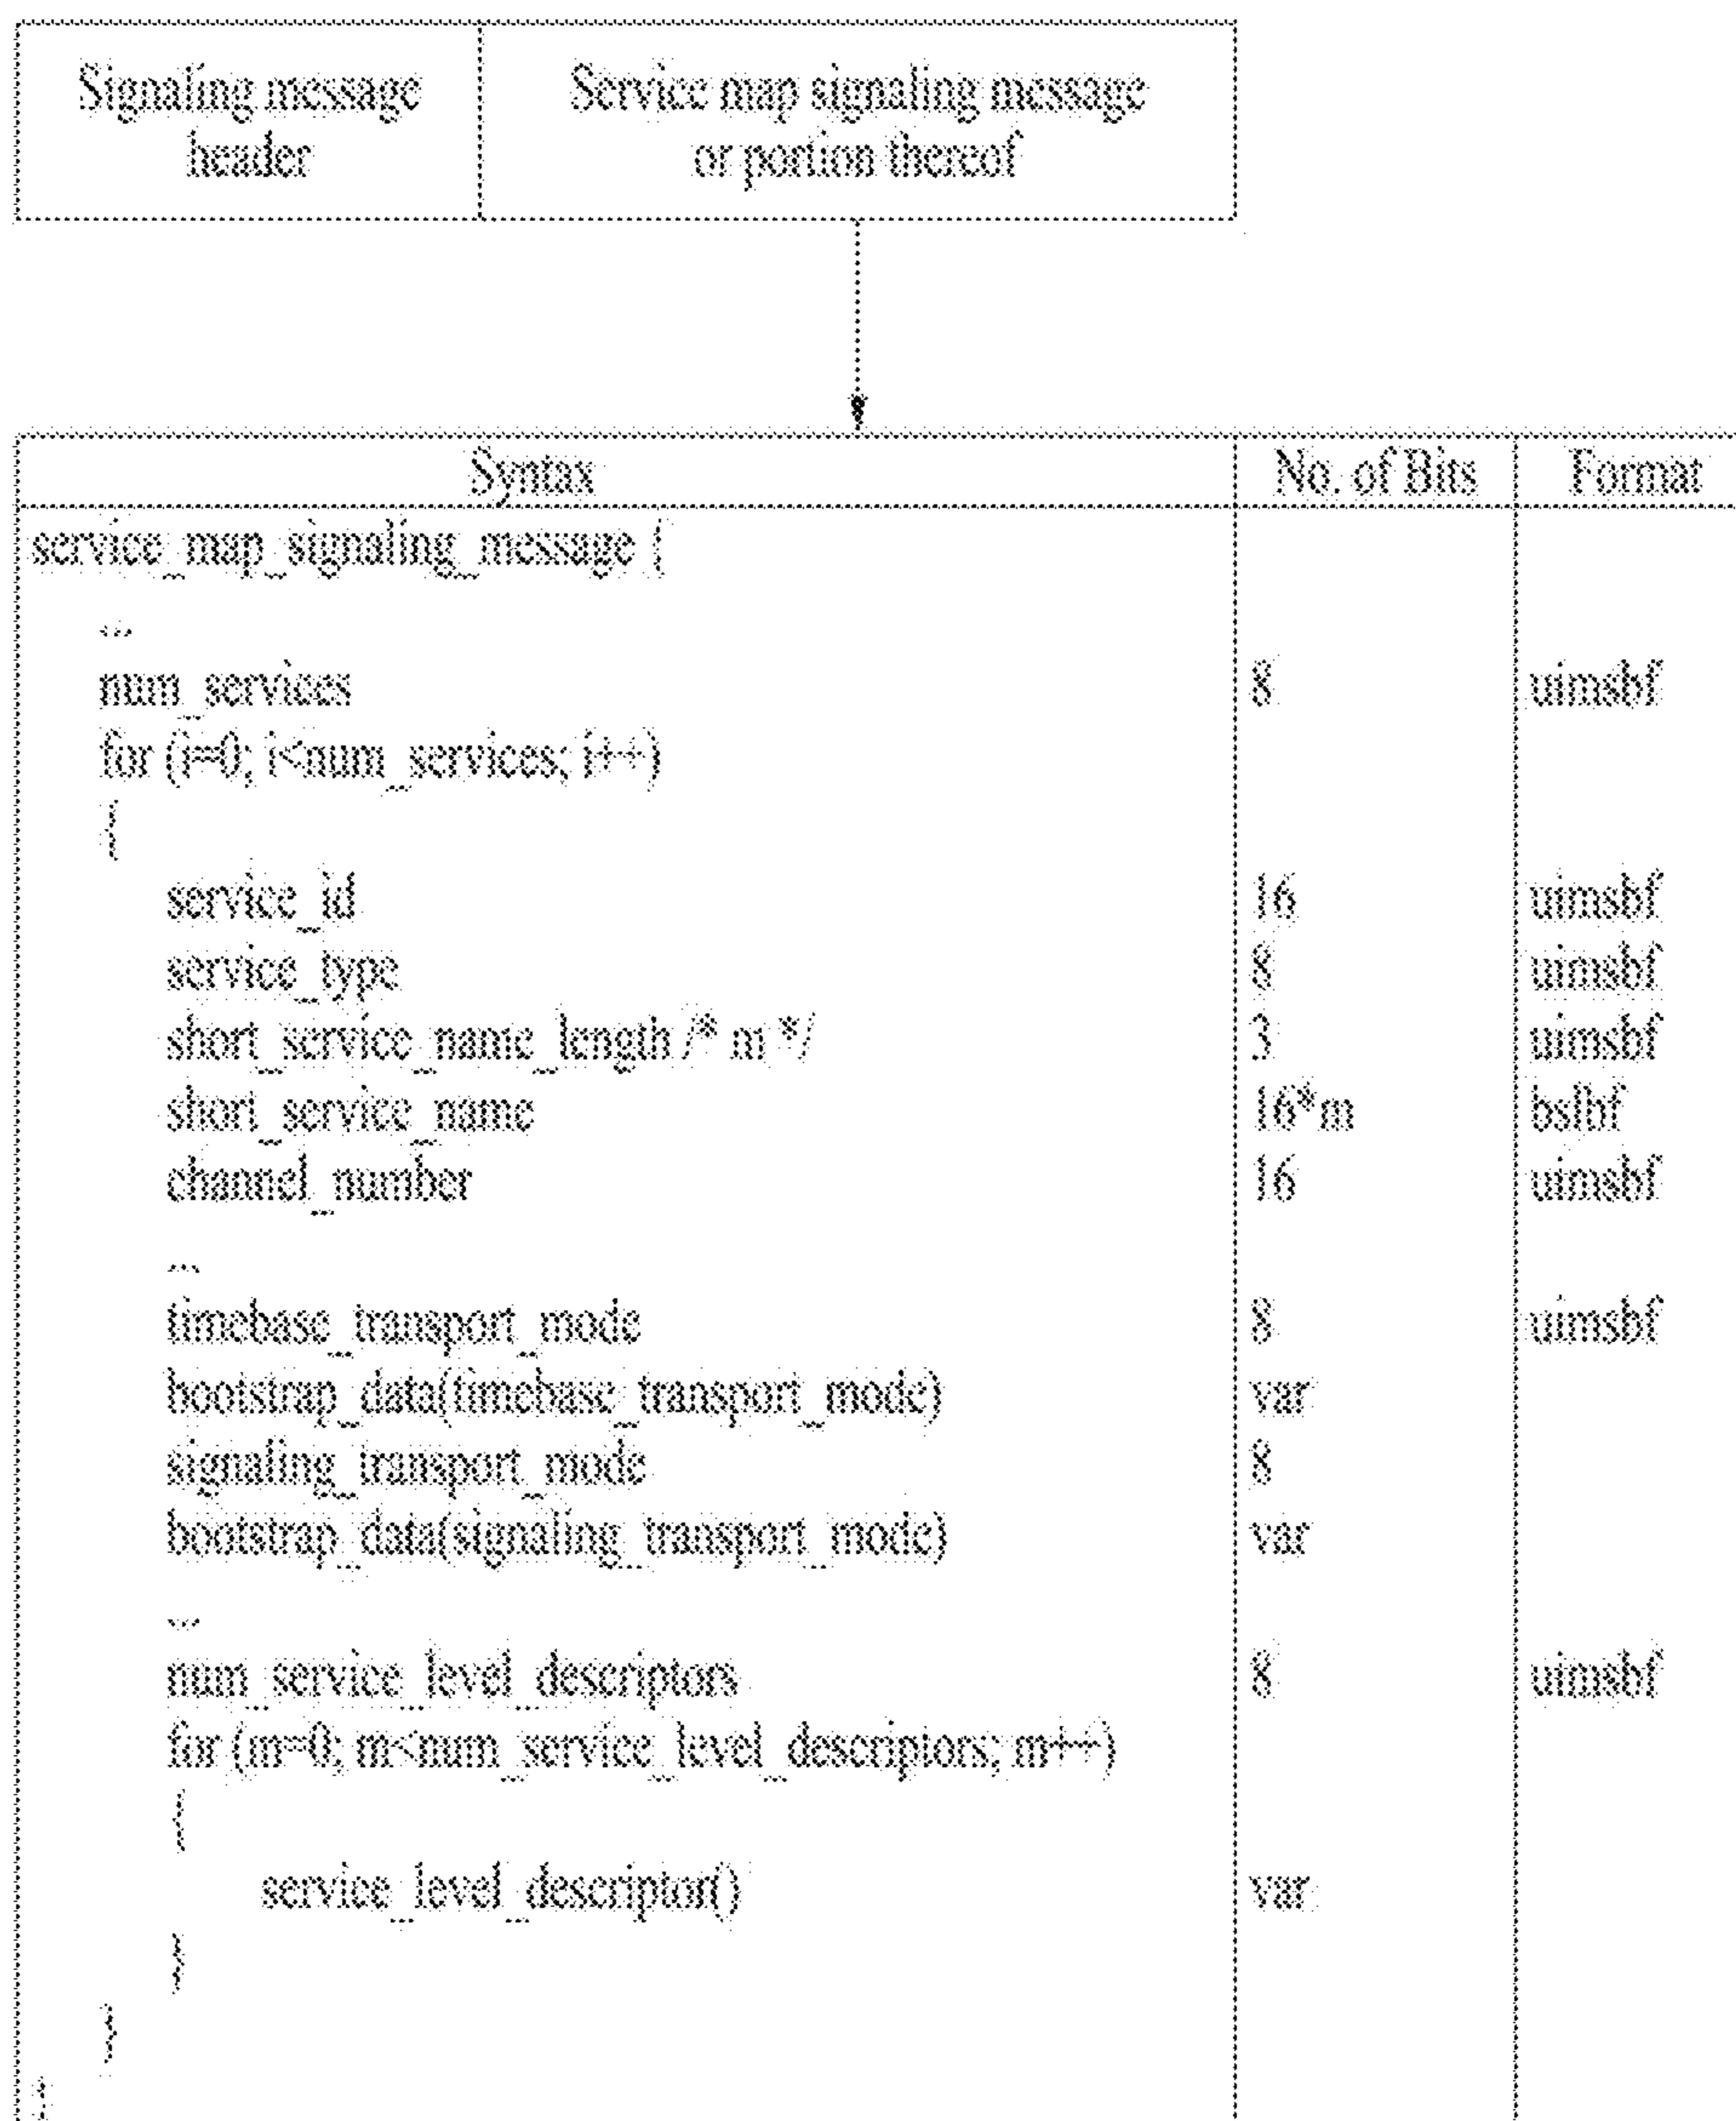 Signaling message
header
Service map signaling message
or portion thereof
Syntax No. of Bits Format
service_map_signaling_message {
...
num_services 8 uimsbf
for (i=0; i<num_services; i++)
{
service_id 16 uimsbf
service_type 8 uimsbf
short_service_name_length /* m */ 3 uimsbf
short_service_name 16*m bslbf
channel_number 16 uimsbf
...
timebase_transport_mode 8 uimsbf
bootstrap_data(timebase_transport_mode) var
signaling_transport_mode 8
bootstrap_data(signaling_transport_mode) var
...
num_service_level_descriptors 8 uimsbf
for (m=0; m<num_service_level_descriptors; m++)
{
service_level_descriptor() var
}
}
}